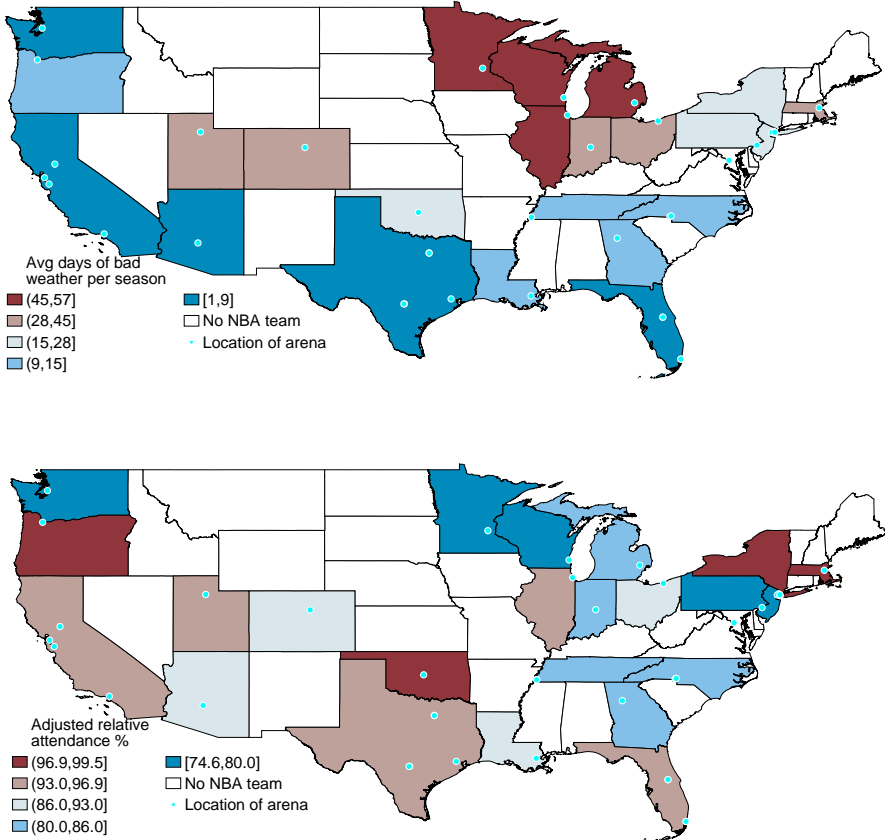 Avg days of bad
weather per season
(45,57]
(28,45]
(15,28]
(9,15]
[1,9]
No NBA team
Location of arena
Adjusted relative
attendance %
(96.9,99.5]
(93.0,96.9]
(86.0,93.0]
(80.0,86.0]
[74.6,80.0]
No NBA team
Location of arena